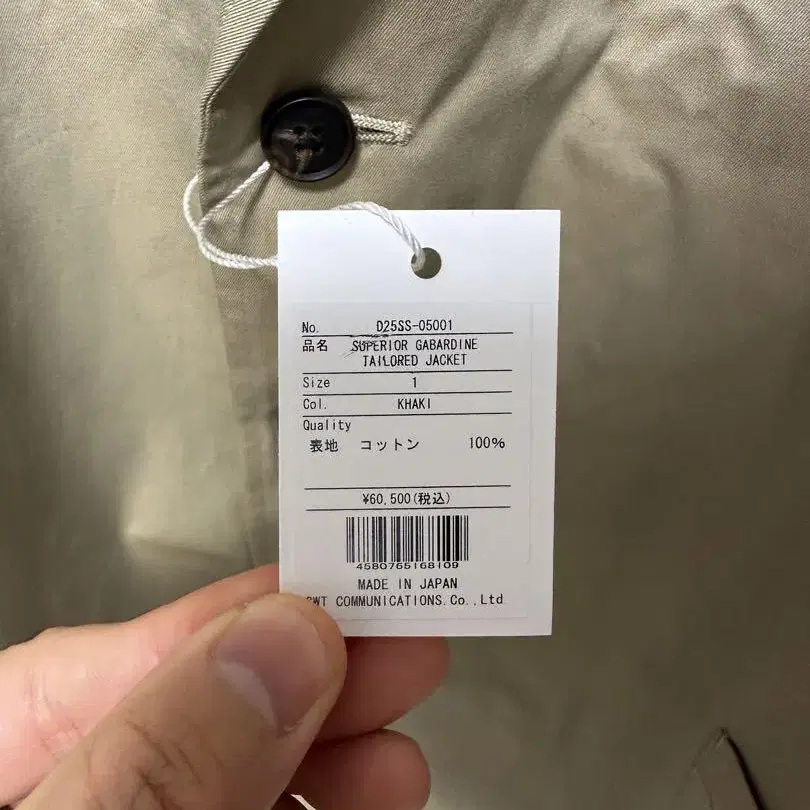 No. D25SS-05001
品名 SUPERIOR GABARDINE
TAILORED JACKET
Size 1
Col. KHAKI
Quality
表地 コットン 100%
¥60,500(税込)
4580765168109
MADE IN JAPAN
COMMUNICATIONS.Co.,Ltd.